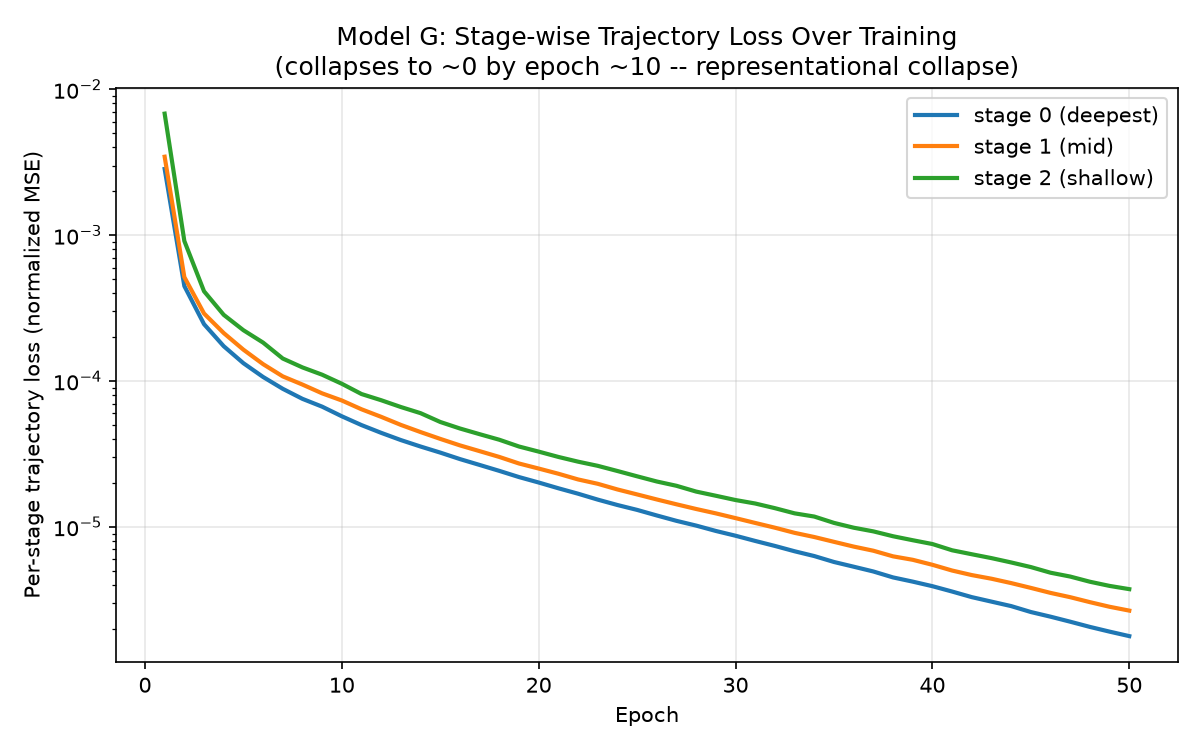 Model G: Stage-wise Trajectory Loss Over Training
(collapses to ~0 by epoch ~10 -- representational collapse)
Per-stage trajectory loss (normalized MSE)
10⁻²
10⁻³
10⁻⁴
10⁻⁵
stage 0 (deepest)
stage 1 (mid)
stage 2 (shallow)
0 10 20 30 40 50
Epoch